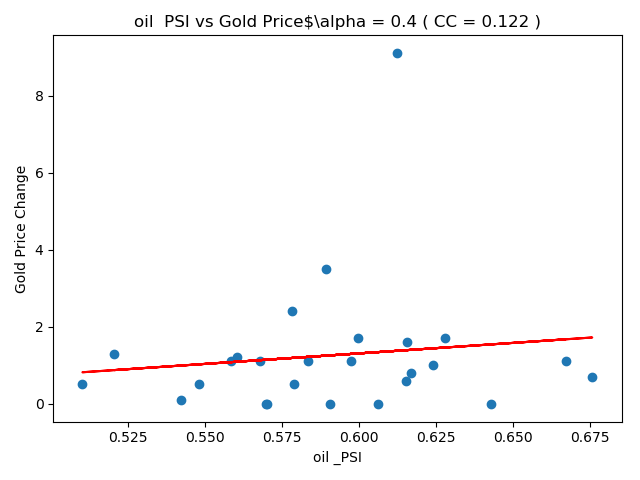 oil  PSI vs Gold Price$\alpha = 0.4 ( CC = 0.122 )
8
6
4
2
0
Gold Price Change
0.525 0.550 0.575 0.600 0.625 0.650 0.675
oil _PSI